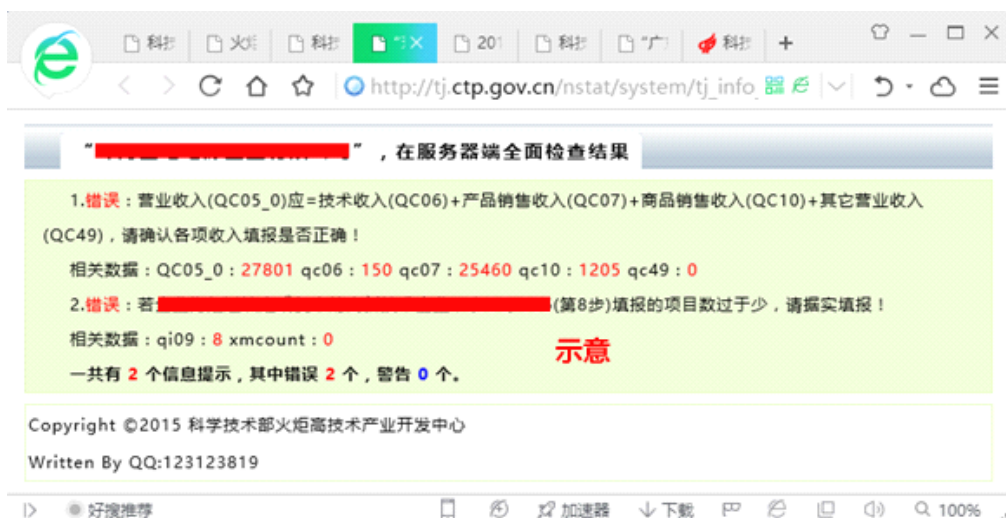 科技 火炬 科技 201 科技 “广 科技 +
http://tj.ctp.gov.cn/nstat/system/tj_info_
“ ”，在服务器端全面检查结果
1.错误：营业收入(QC05_0)应=技术收入(QC06)+产品销售收入(QC07)+商品销售收入(QC10)+其它营业收入
(QC49)，请确认各项收入填报是否正确！
相关数据：QC05_0：27801 qc06：150 qc07：25460 qc10：1205 qc49：0
2.错误：若 (第8步)填报的项目数过于少，请据实填报！
相关数据：qi09：8 xmcount：0
示意
一共有 2 个信息提示，其中错误 2 个，警告 0 个。
Copyright ©2015 科学技术部火炬高技术产业开发中心
Written By QQ:123123819
好搜推荐 加速器 下载 100%